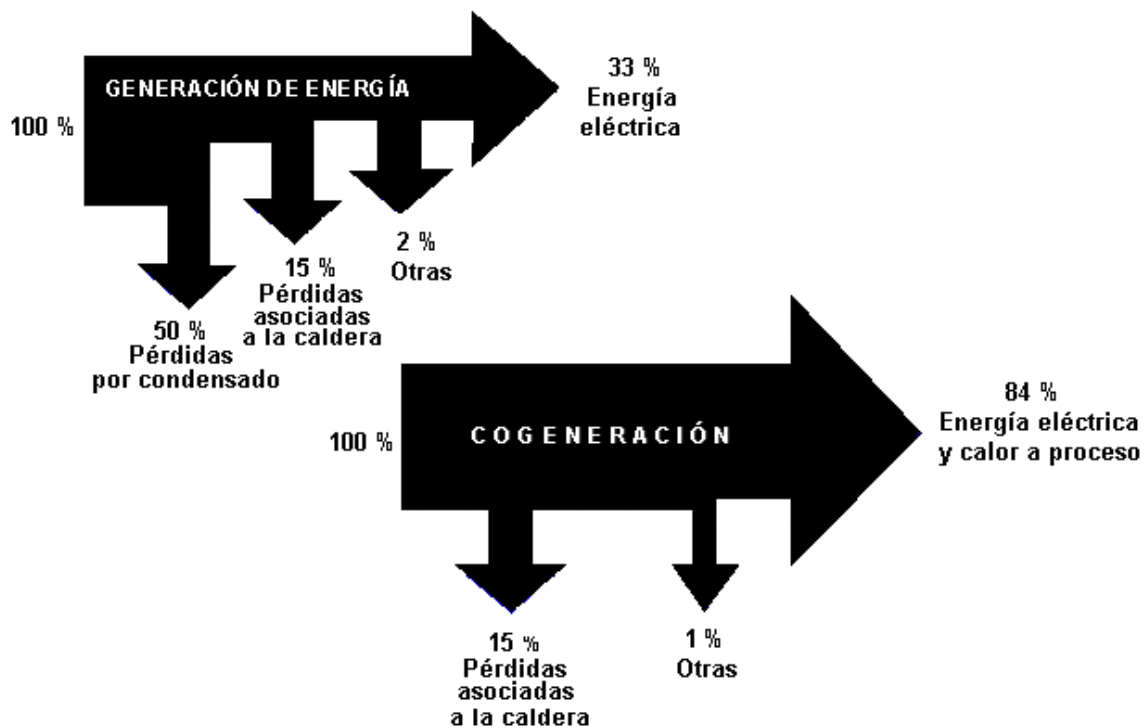 GENERACIÓN DE ENERGÍA
100 %
33 %
Energía
eléctrica
2 %
Otras
15 %
Pérdidas
asociadas
a la caldera
50 %
Pérdidas
por condensado
COGENERACIÓN
100 %
84 %
Energía eléctrica
y calor a proceso
15 %
Pérdidas
asociadas
a la caldera
1 %
Otras